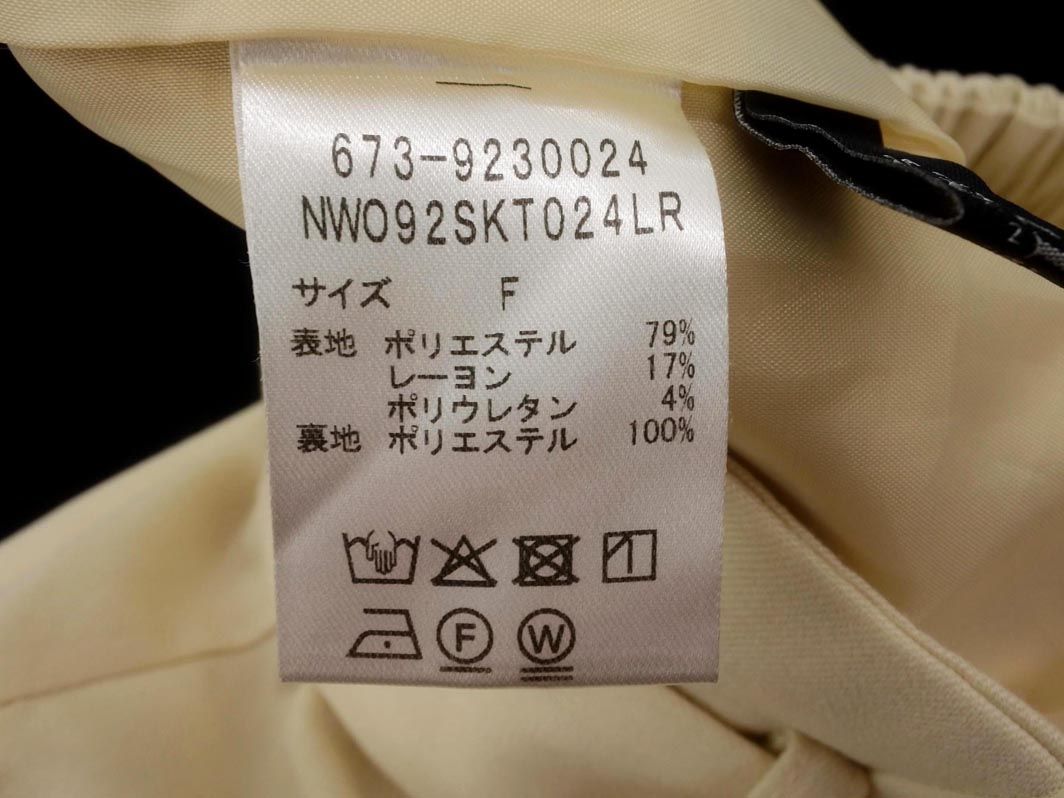 673-9230024
NW092SKT024LR
サイズ F
表地 ポリエステル 79%
レーヨン 17%
ポリウレタン 4%
裏地 ポリエステル 100%
F W